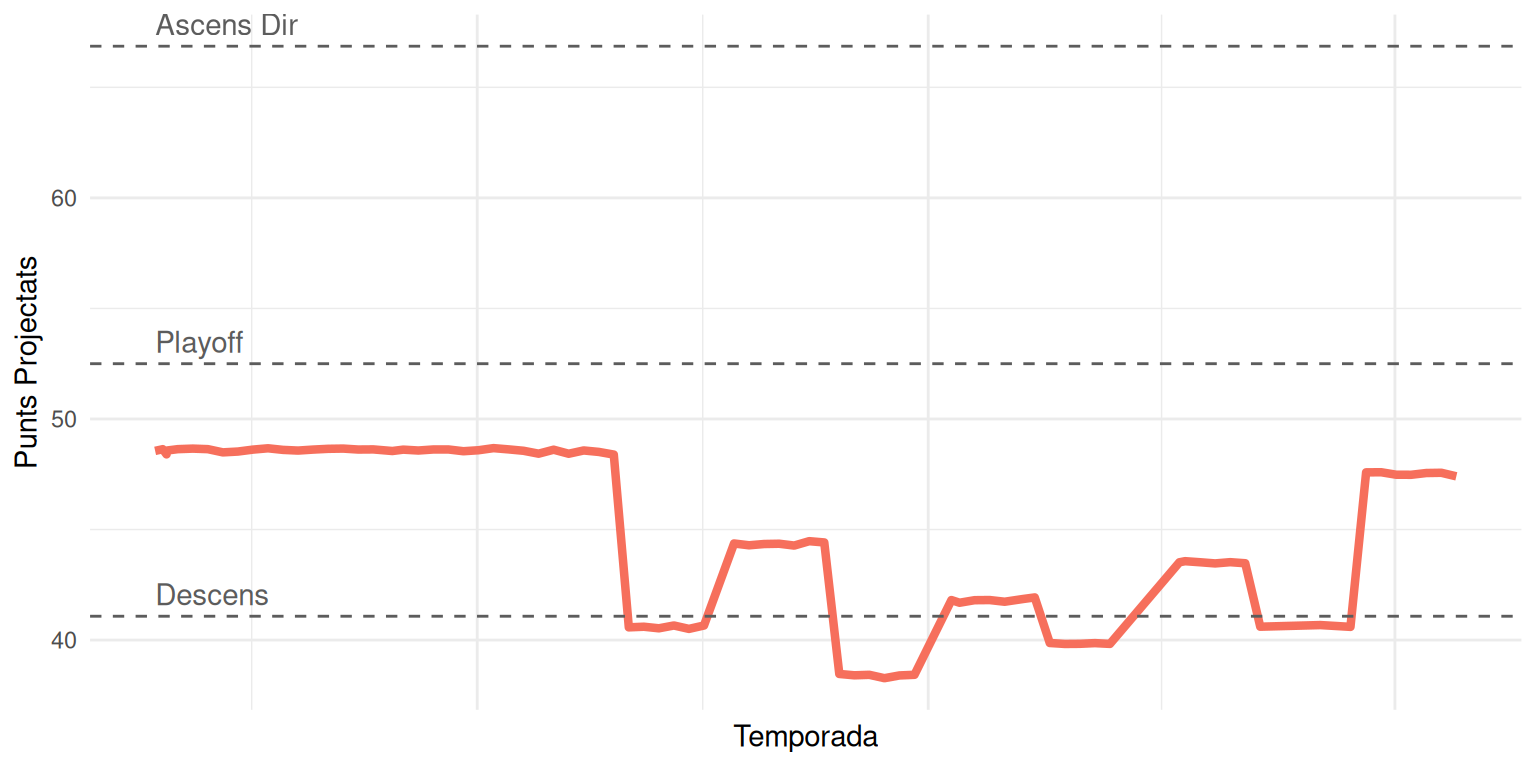 Ascens Dir
60
Playoff
50
Descens
40
Punts Projectats
Temporada